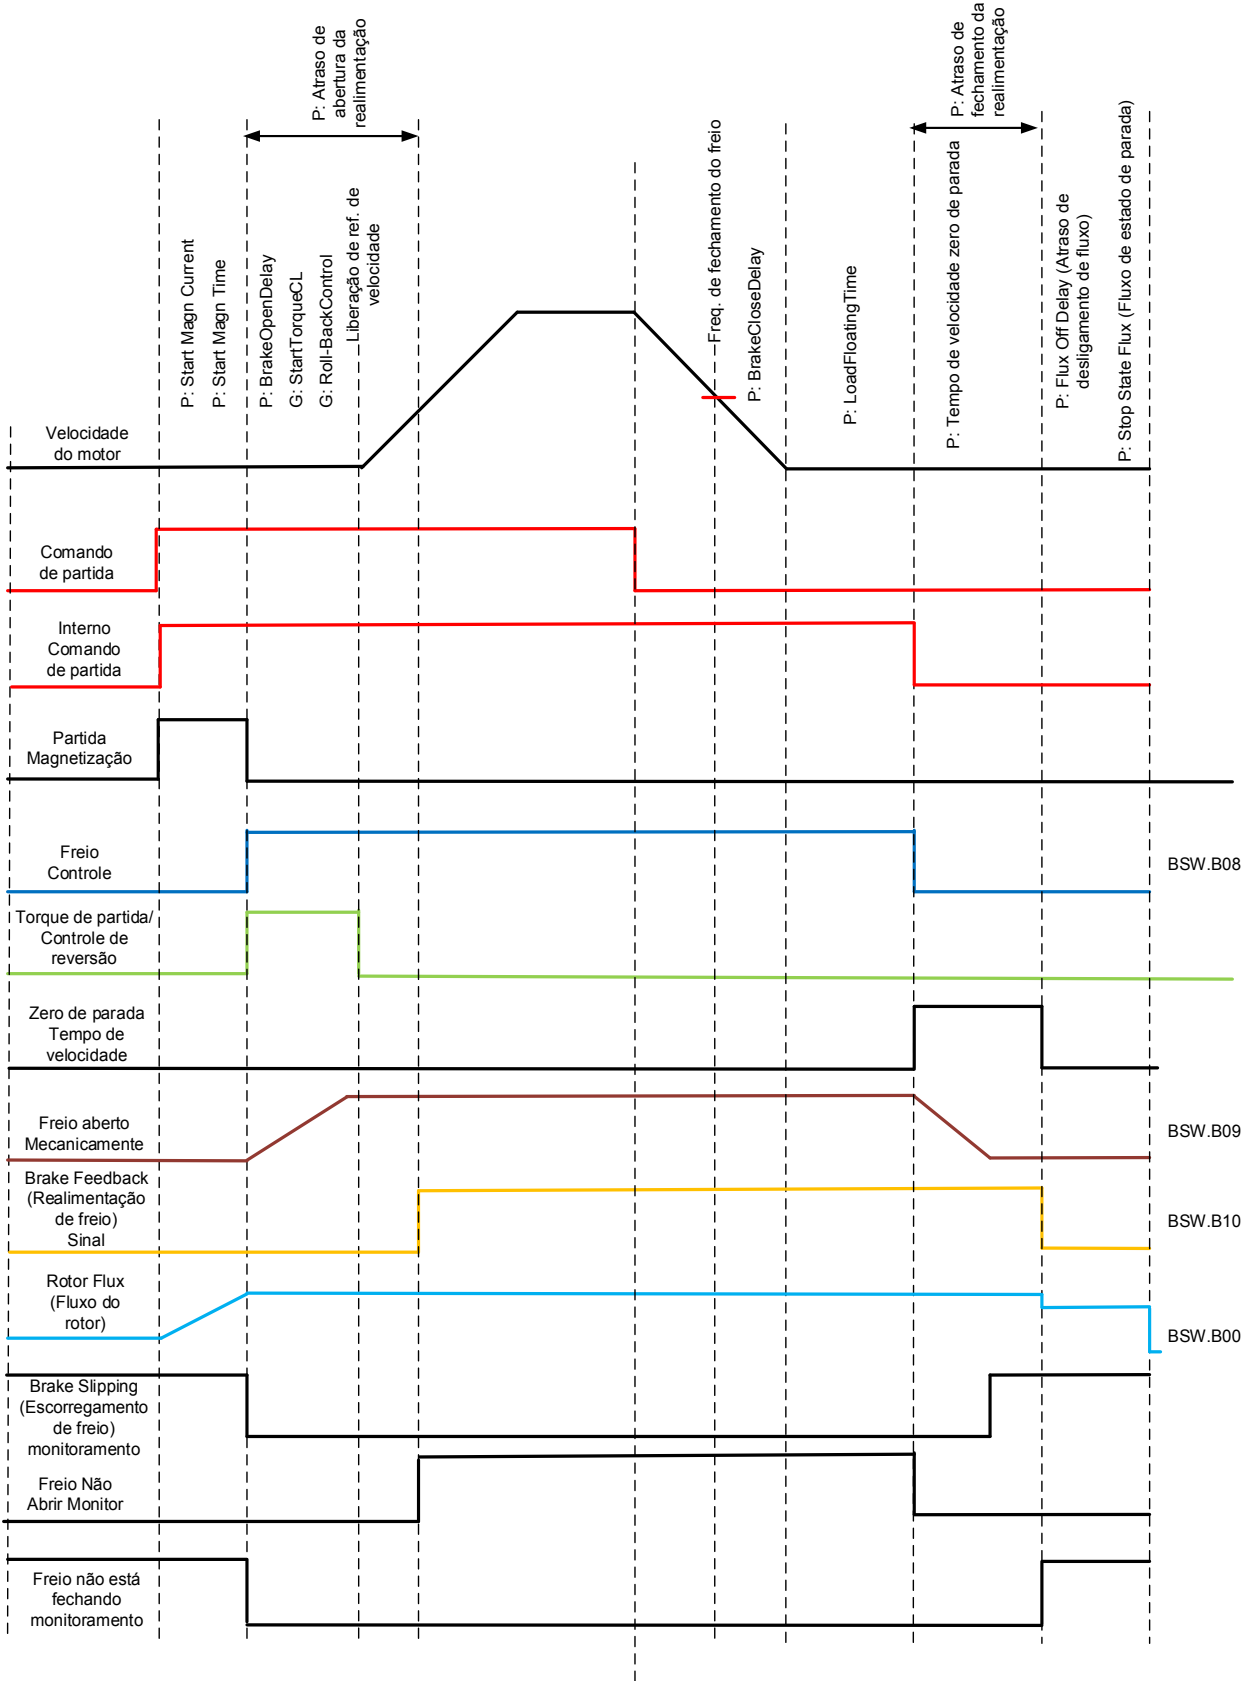 P: Atraso de
abertura da
realimentação
P: Atraso de
fechamento da
realimentação
P: Start Magn Current
P: Start Magn Time
P: BrakeOpenDelay
G: StartTorqueCL
G: Roll-BackControl
Liberação de ref. de
velocidade
Freq. de fechamento do freio
P: BrakeCloseDelay
P: LoadFloatingTime
P: Tempo de velocidade zero de parada
P: Flux Off Delay (Atraso de
desligamento de fluxo)
P: Stop State Flux (Fluxo de estado de parada)
Velocidade
do motor
Comando
de partida
Interno
Comando
de partida
Partida
Magnetização
Freio
Controle
BSW.B08
Torque de partida/
Controle de
reversão
Zero de parada
Tempo de
velocidade
Freio aberto
Mecanicamente
BSW.B09
Brake Feedback
(Realimentação
de freio)
Sinal
BSW.B10
Rotor Flux
(Fluxo do
rotor)
BSW.B00
Brake Slipping
(Escorregamento
de freio)
monitoramento
Freio Não
Abrir Monitor
Freio não está
fechando
monitoramento